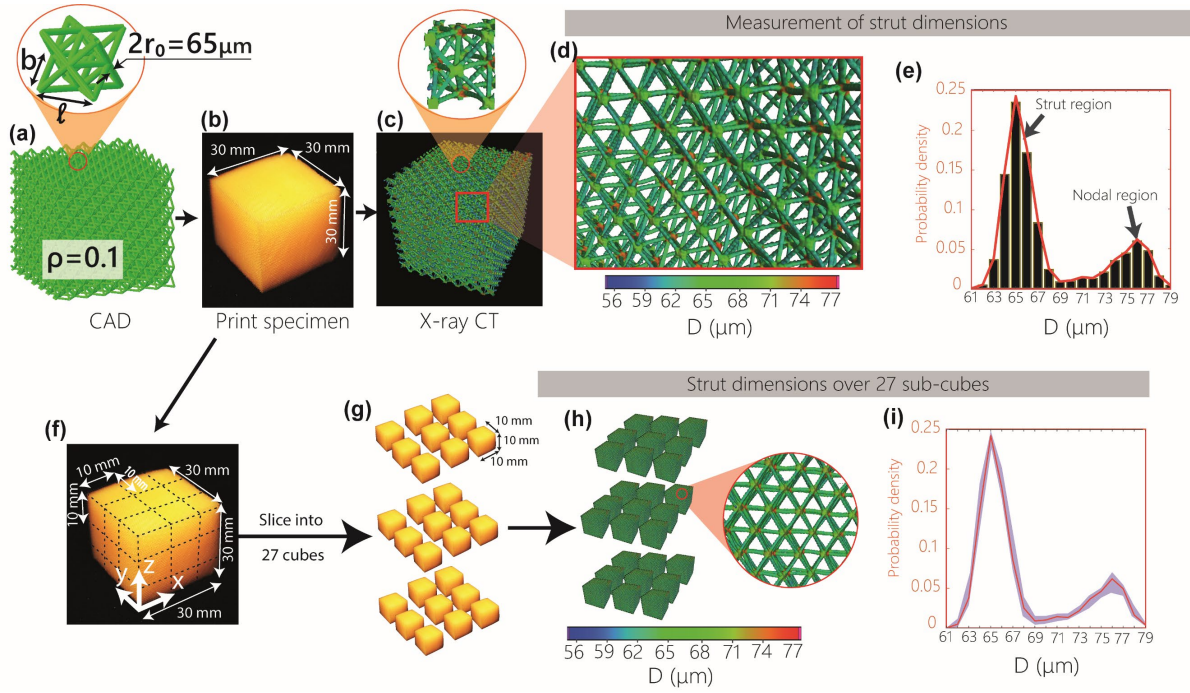 Measurement of strut dimensions
b
2r₀=65μm
ℓ
(a)
ρ=0.1
CAD
(b)
30 mm
30 mm
30 mm
Print specimen
(c)
X-ray CT
(d)
56 59 62 65 68 71 74 77
D (μm)
(e)
0.25
0.2
0.15
0.1
0.05
0
Probability density
Strut region
Nodal region
61 63 65 67 69 71 73 75 77 79
D (μm)
Strut dimensions over 27 sub-cubes
(f)
10 mm
10 mm
10 mm
30 mm
30 mm
30 mm
y
z
x
Slice into
27 cubes
(g)
10 mm
10 mm
10 mm
(h)
56 59 62 65 68 71 74 77
D (μm)
(i)
0.25
0.2
0.15
0.1
0.05
0
Probability density
61 63 65 67 69 71 73 75 77 79
D (μm)